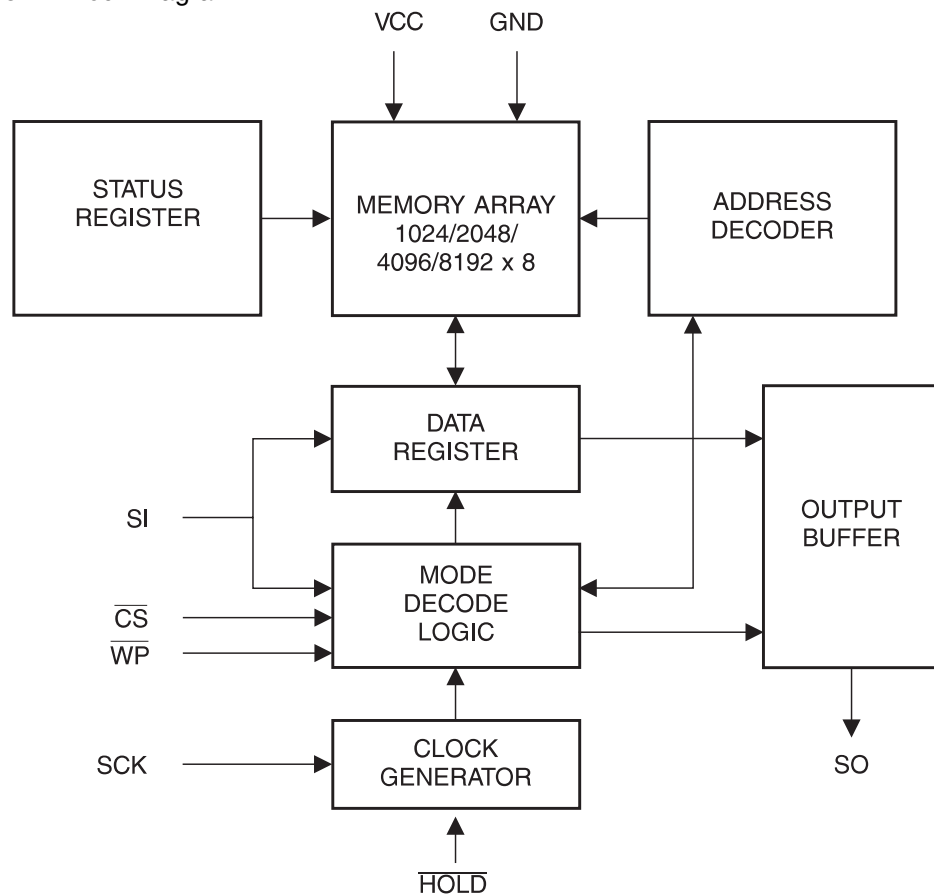 VCC
GND
STATUS
REGISTER
MEMORY ARRAY
1024/2048/
4096/8192 x 8
ADDRESS
DECODER
DATA
REGISTER
SI
OUTPUT
BUFFER
MODE
DECODE
LOGIC
CS
WP
SCK
CLOCK
GENERATOR
SO
HOLD